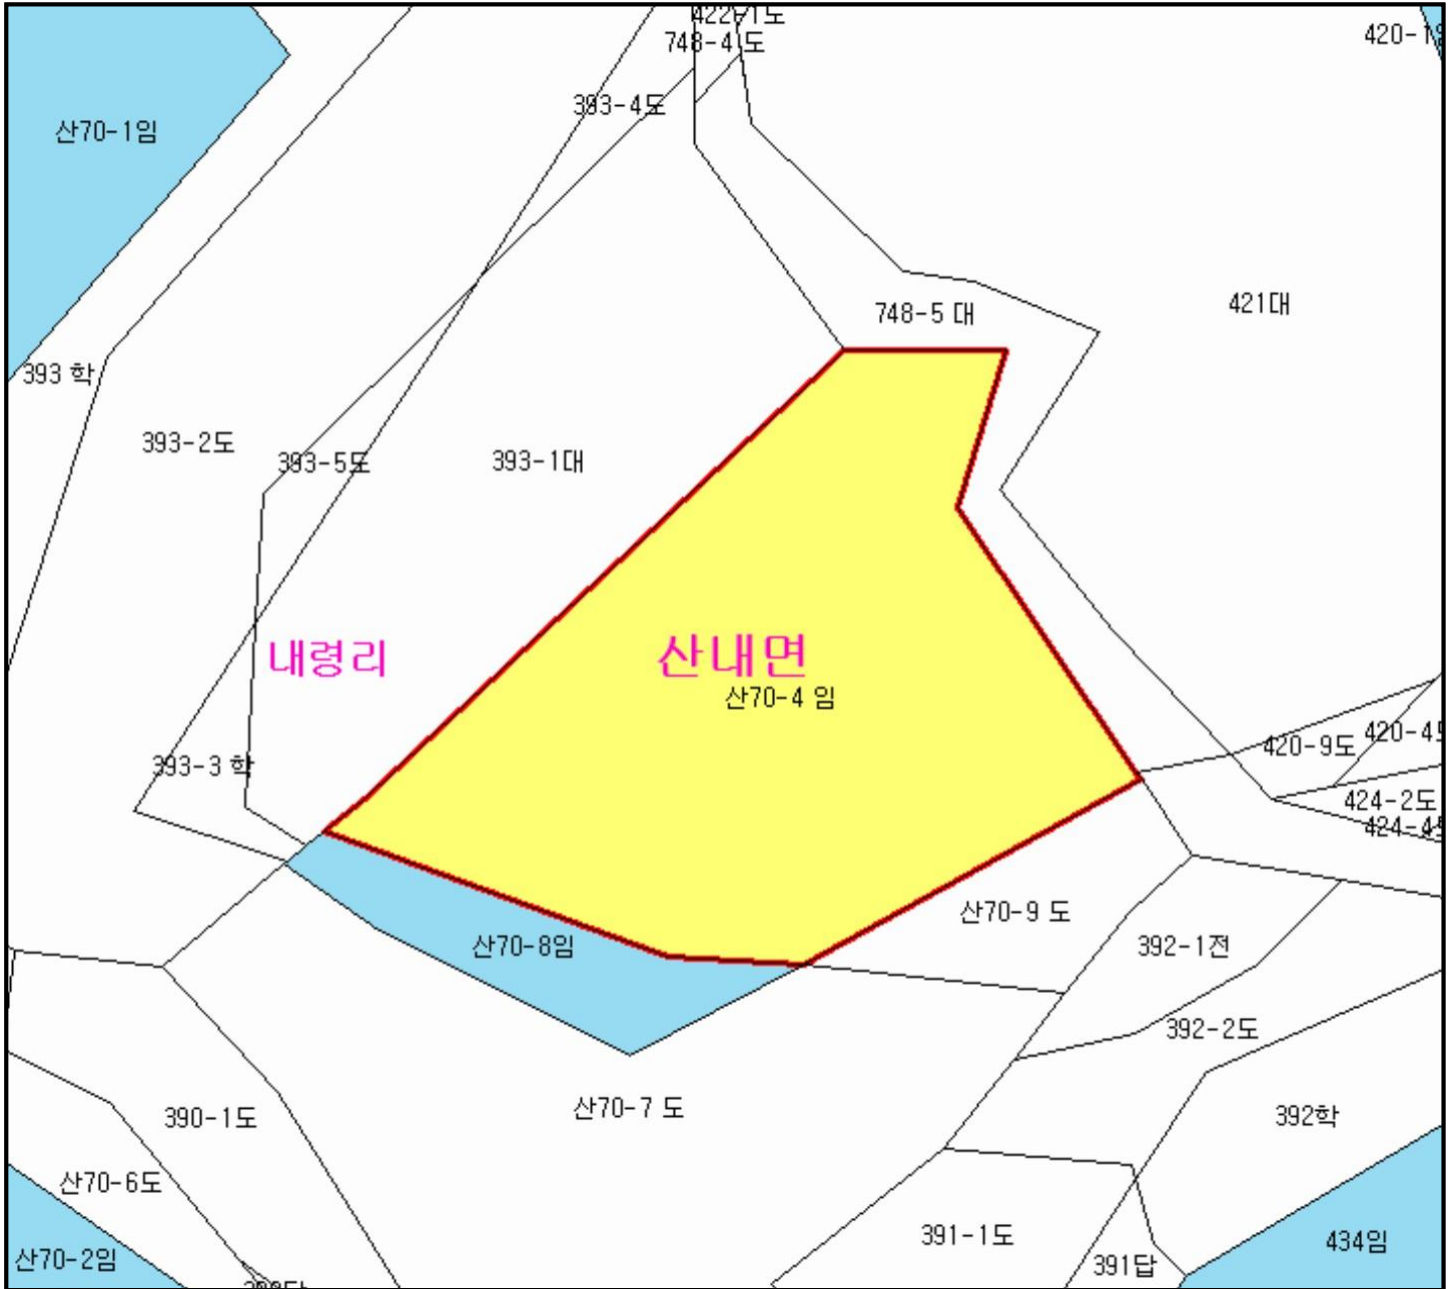 748-4도
420-1
393-4도
산70-1임
421대
748-5 대
393 학
393-2도
393-5도
393-1대
내령리
산내면
산70-4 임
420-9도
420-4
393-3 학
424-2도
424-4
산70-9 도
산70-8임
392-1전
392-2도
산70-7 도
390-1도
392학
산70-6도
391-1도
434임
산70-2임
391답